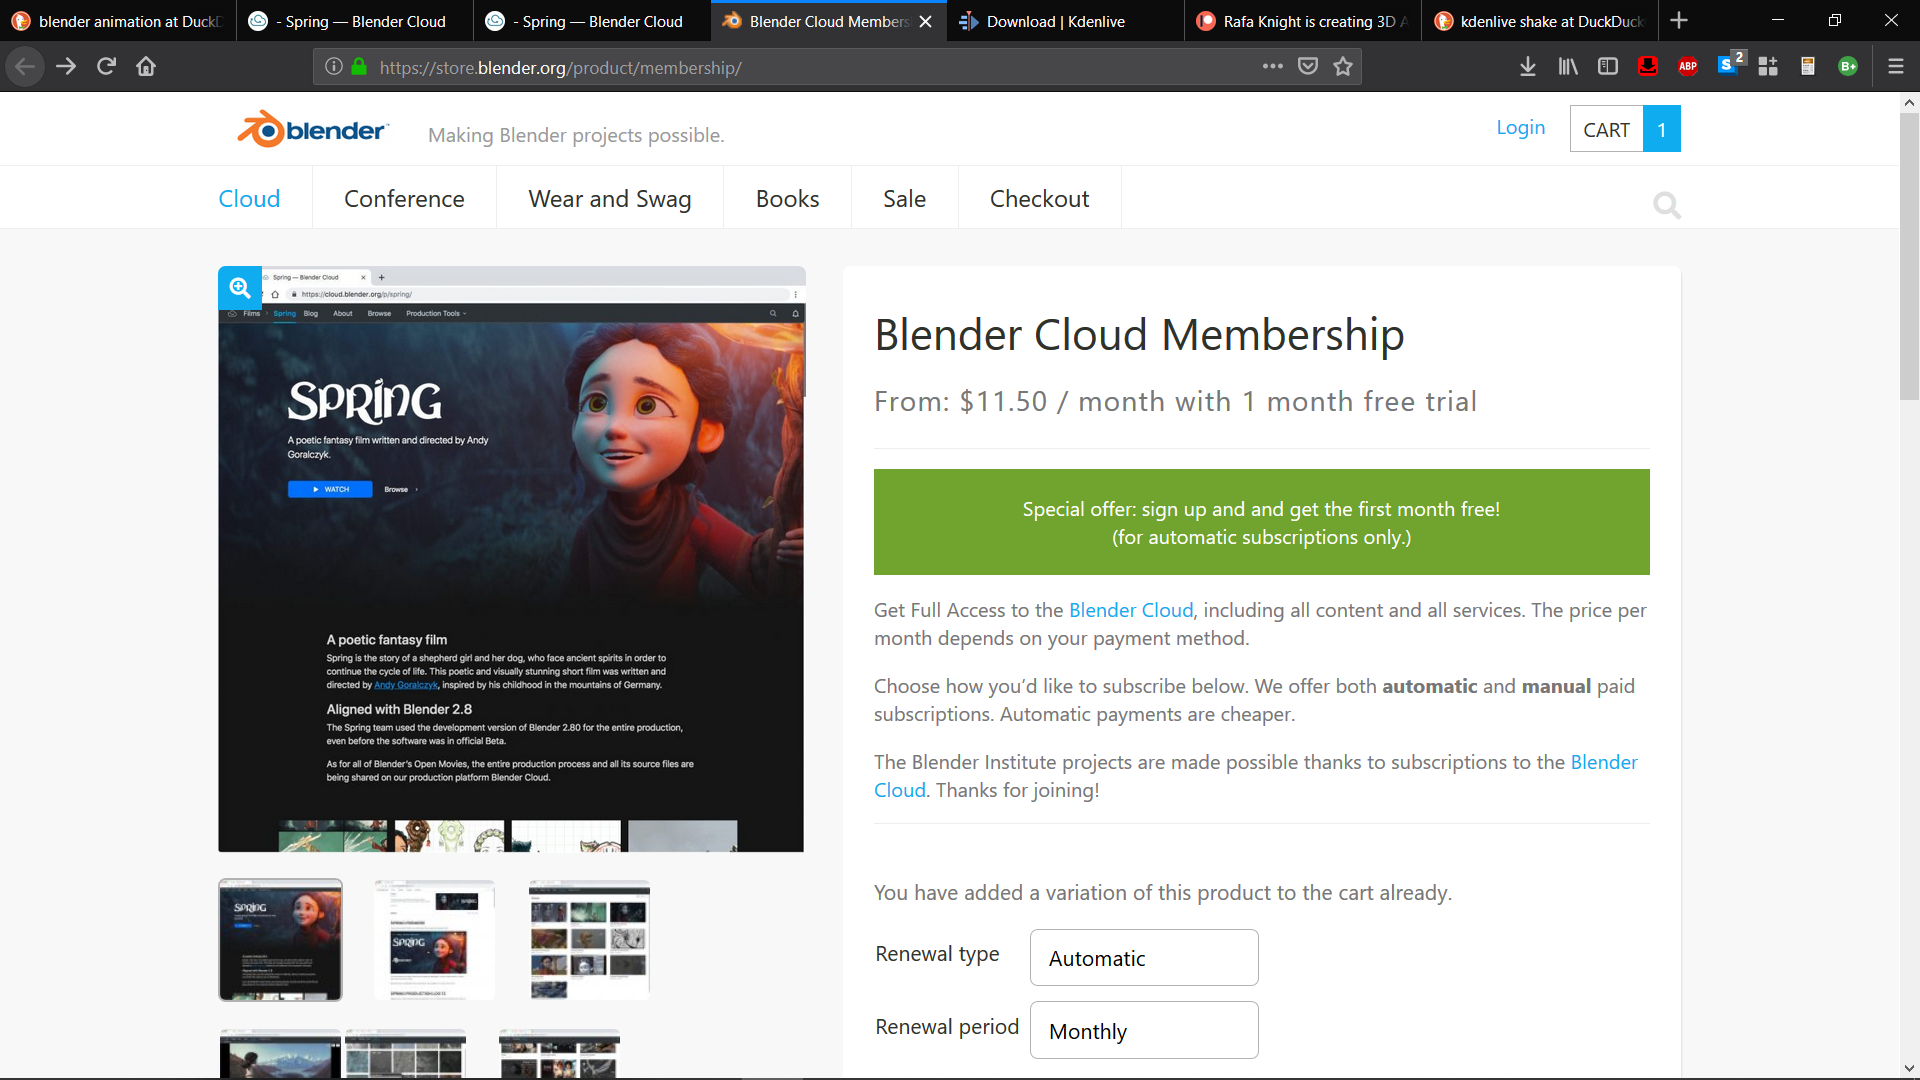 blender animation at Duck
- Spring — Blender Cloud
- Spring — Blender Cloud
Blender Cloud Members
Download | Kdenlive
Rafa Knight is creating 3D A
kdenlive shake at DuckDuck
https://store.blender.org/product/membership/
ABP
S
2
B+
blender
Making Blender projects possible.
Login
CART
1
Cloud
Conference
Wear and Swag
Books
Sale
Checkout
Spring — Blender Cloud
https://cloud.blender.org/p/spring/
Films
Spring
Blog
About
Browse
Production Tools
SPRING
A poetic fantasy film written and directed by Andy
Goralczyk.
WATCH
Browse
A poetic fantasy film
Spring is the story of a shepherd girl and her dog, who face ancient spirits in order to
continue the cycle of life. This poetic and visually stunning short film was written and
directed by Andy Goralczyk, inspired by his childhood in the mountains of Germany.
Aligned with Blender 2.8
The Spring team used the development version of Blender 2.80 for the entire production,
even before the software was in official Beta.
As for all of Blender's Open Movies, the entire production process and all its source files are
being shared on our production platform Blender Cloud.
SPRING
SPRING
Blender Cloud Membership
From: $11.50 / month with 1 month free trial
Special offer: sign up and and get the first month free!
(for automatic subscriptions only.)
Get Full Access to the Blender Cloud, including all content and all services. The price per
month depends on your payment method.
Choose how you'd like to subscribe below. We offer both automatic and manual paid
subscriptions. Automatic payments are cheaper.
The Blender Institute projects are made possible thanks to subscriptions to the Blender
Cloud. Thanks for joining!
You have added a variation of this product to the cart already.
Renewal type
Automatic
Renewal period
Monthly